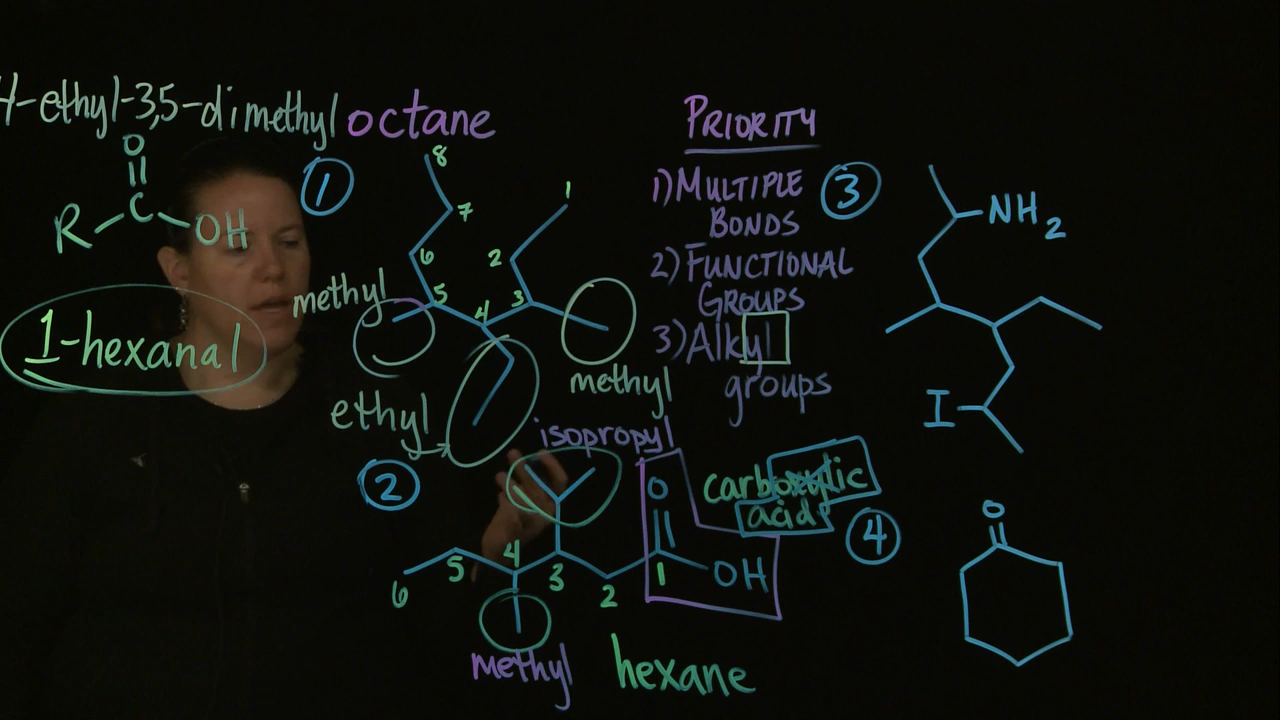 4-ethyl-3,5-dimethyl octane
O
R C OH
1-hexanal
1
8
7
6
5
4
3
2
1
methyl
ethyl
methyl
PRIORITY
1) MULTIPLE
BONDS
2) FUNCTIONAL
GROUPS
3) Alkyl
groups
3
NH2
I
2
isopropyl
O
OH
carboxylic
acids
6
5
4
3
2
1
methyl
hexane
4
O